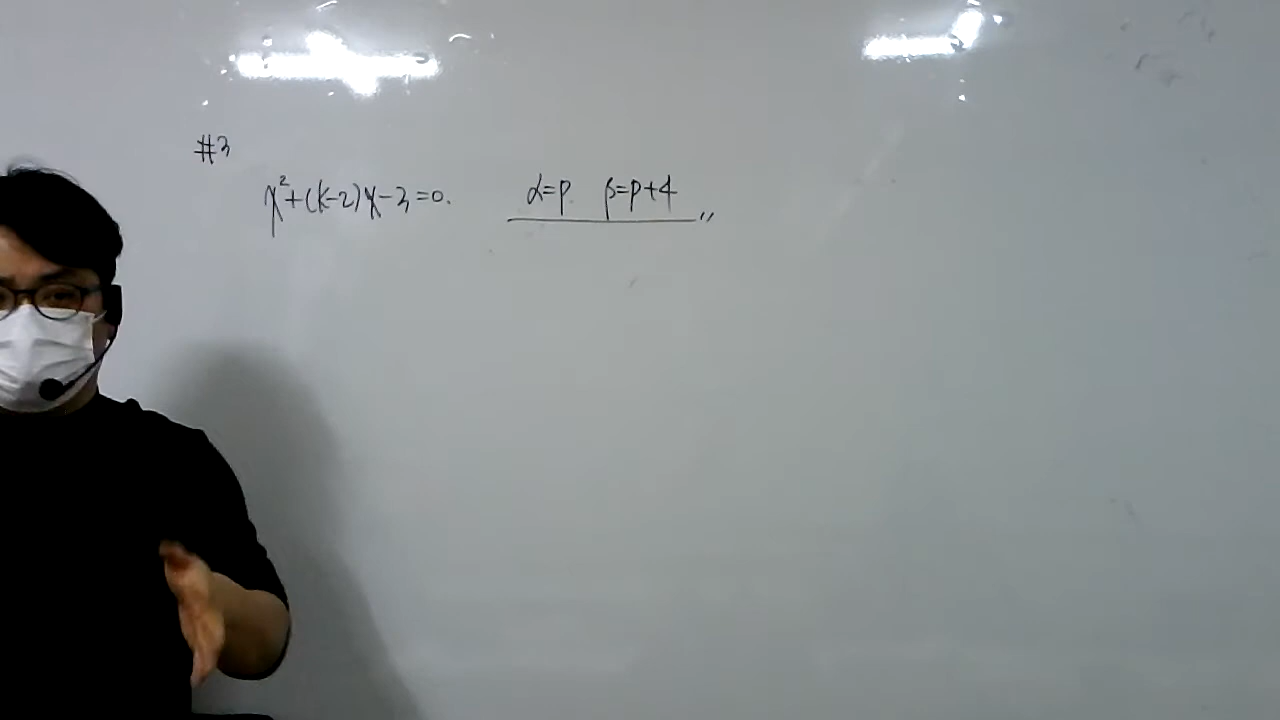 #3
x²+(k-2)x-3=0. α=p. β=p+4 〃